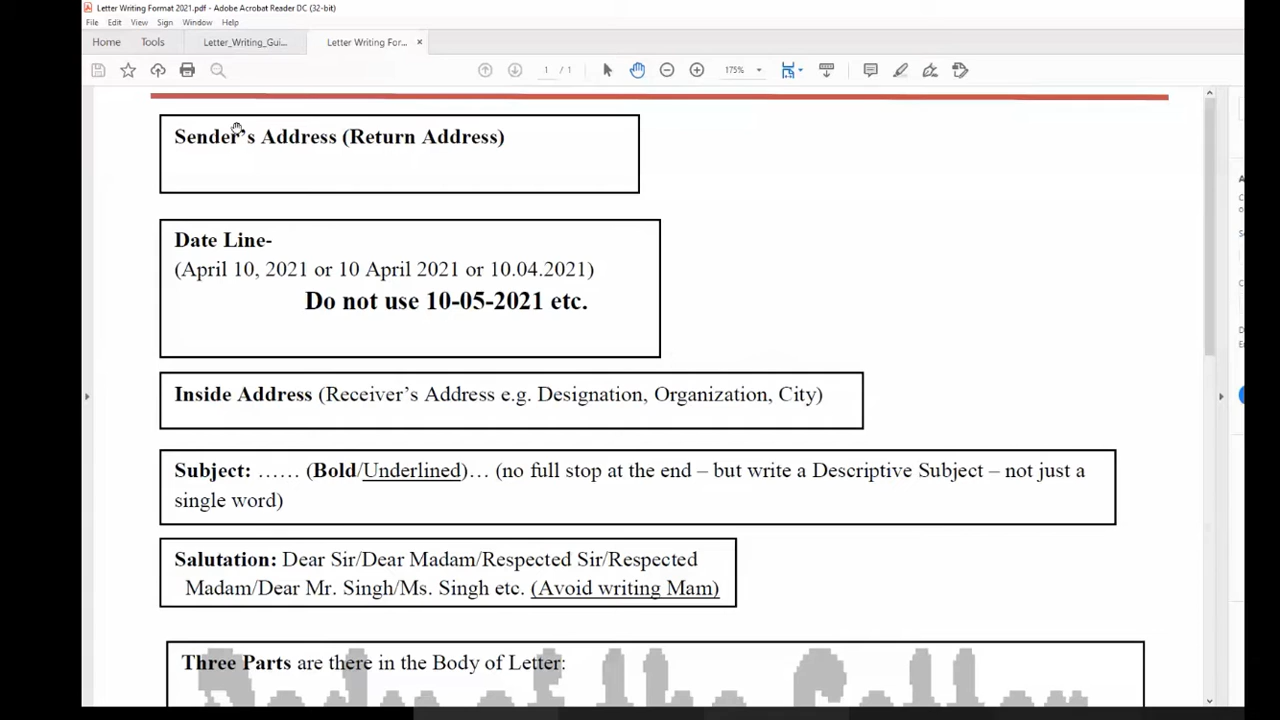 Letter Writing Format 2021.pdf - Adobe Acrobat Reader DC (32-bit)
File Edit View Sign Window Help
Home Tools Letter_Writing_Gui... Letter Writing For... ×
1 / 1 175%
Sender's Address (Return Address)
Date Line-
(April 10, 2021 or 10 April 2021 or 10.04.2021)
Do not use 10-05-2021 etc.
Inside Address (Receiver's Address e.g. Designation, Organization, City)
Subject: …… (Bold/Underlined)… (no full stop at the end – but write a Descriptive Subject – not just a
single word)
Salutation: Dear Sir/Dear Madam/Respected Sir/Respected
Madam/Dear Mr. Singh/Ms. Singh etc. (Avoid writing Mam)
Three Parts are there in the Body of Letter: